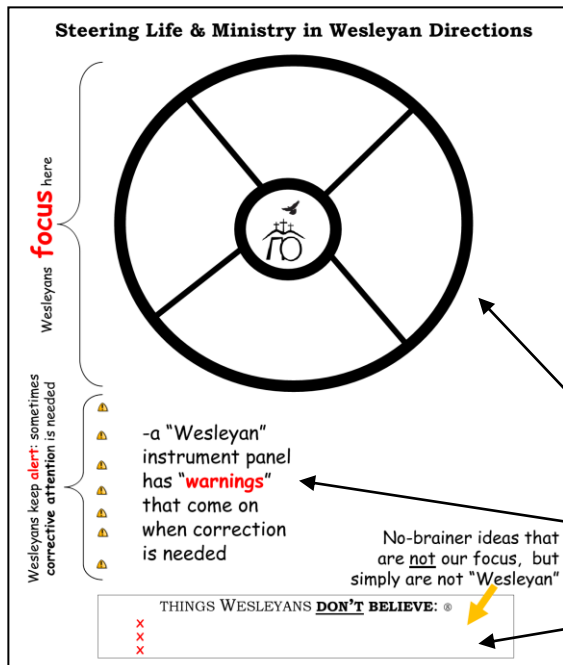 Steering Life & Ministry in Wesleyan Directions
Wesleyans focus here
Wesleyans keep alert: sometimes
corrective attention is needed
-a “Wesleyan”
instrument panel
has “warnings”
that come on
when correction
is needed
No-brainer ideas that
are not our focus, but
simply are not “Wesleyan”
THINGS WESLEYANS DON’T BELIEVE: ®
x
x
x